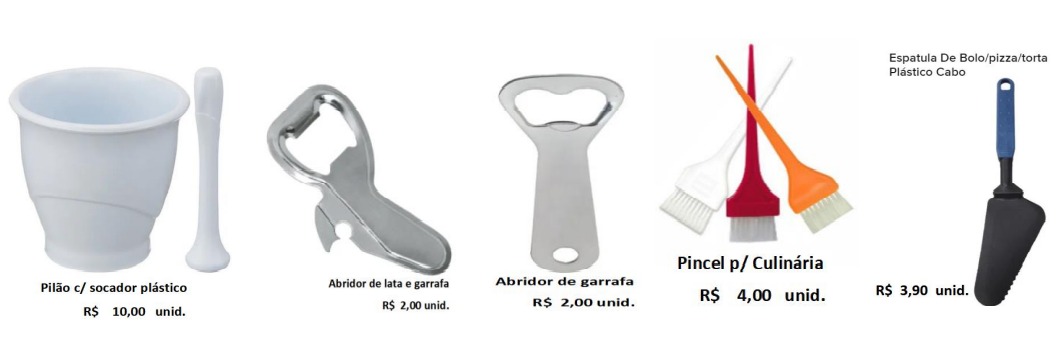 Pilão c/ socador plástico
R$ 10,00 unid.
Abridor de lata e garrafa
R$ 2,00 unid.
Abridor de garrafa
R$ 2,00 unid.
Pincel p/ Culinária
R$ 4,00 unid.
Espatula De Bolo/pizza/torta
Plástico Cabo
R$ 3,90 unid.